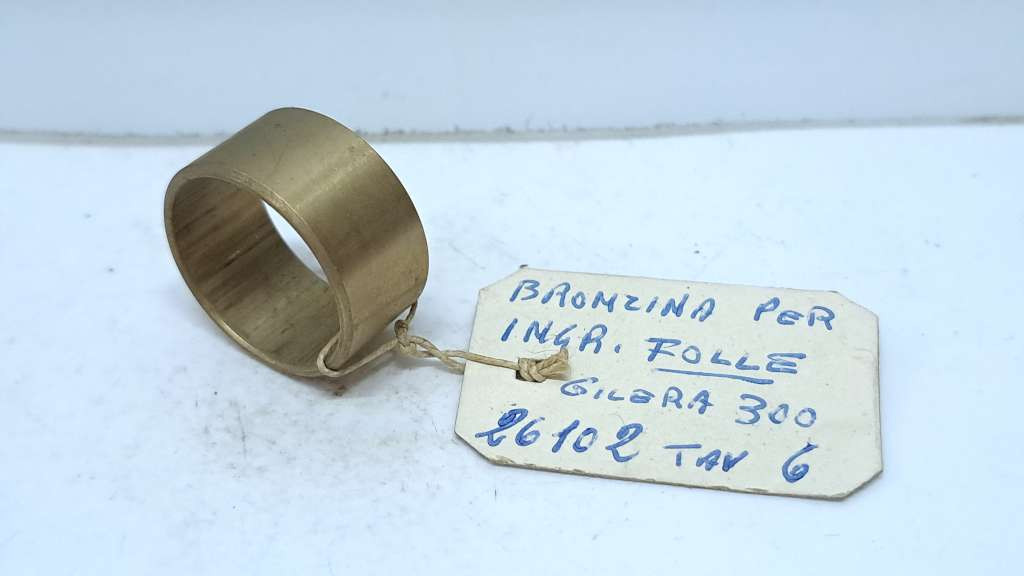 BRONZINA PER
INGR. FOLLE
GILERA 300
26102 TAV 6